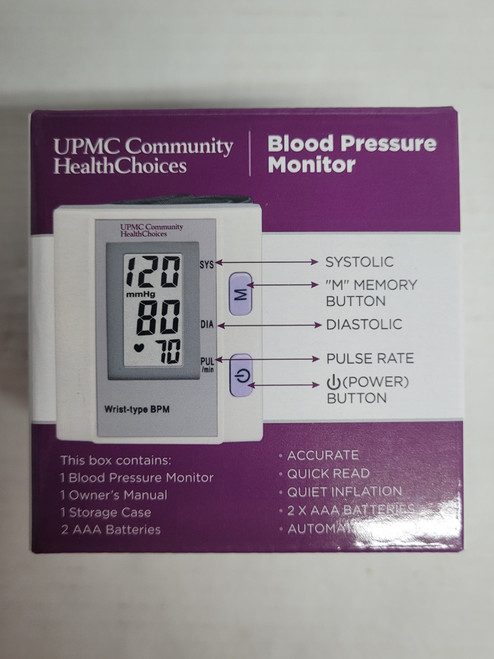 UPMC Community
HealthChoices
Blood Pressure
Monitor
UPMC Community
HealthChoices
120
SYS
mmHg
80
DIA
♥ 70
PUL
/min
Wrist-type BPM
M
SYSTOLIC
"M" MEMORY
BUTTON
DIASTOLIC
PULSE RATE
⏻(POWER)
BUTTON
This box contains:
1 Blood Pressure Monitor
1 Owner's Manual
1 Storage Case
2 AAA Batteries
• ACCURATE
• QUICK READ
• QUIET INFLATION
• 2 X AAA BATTERIES